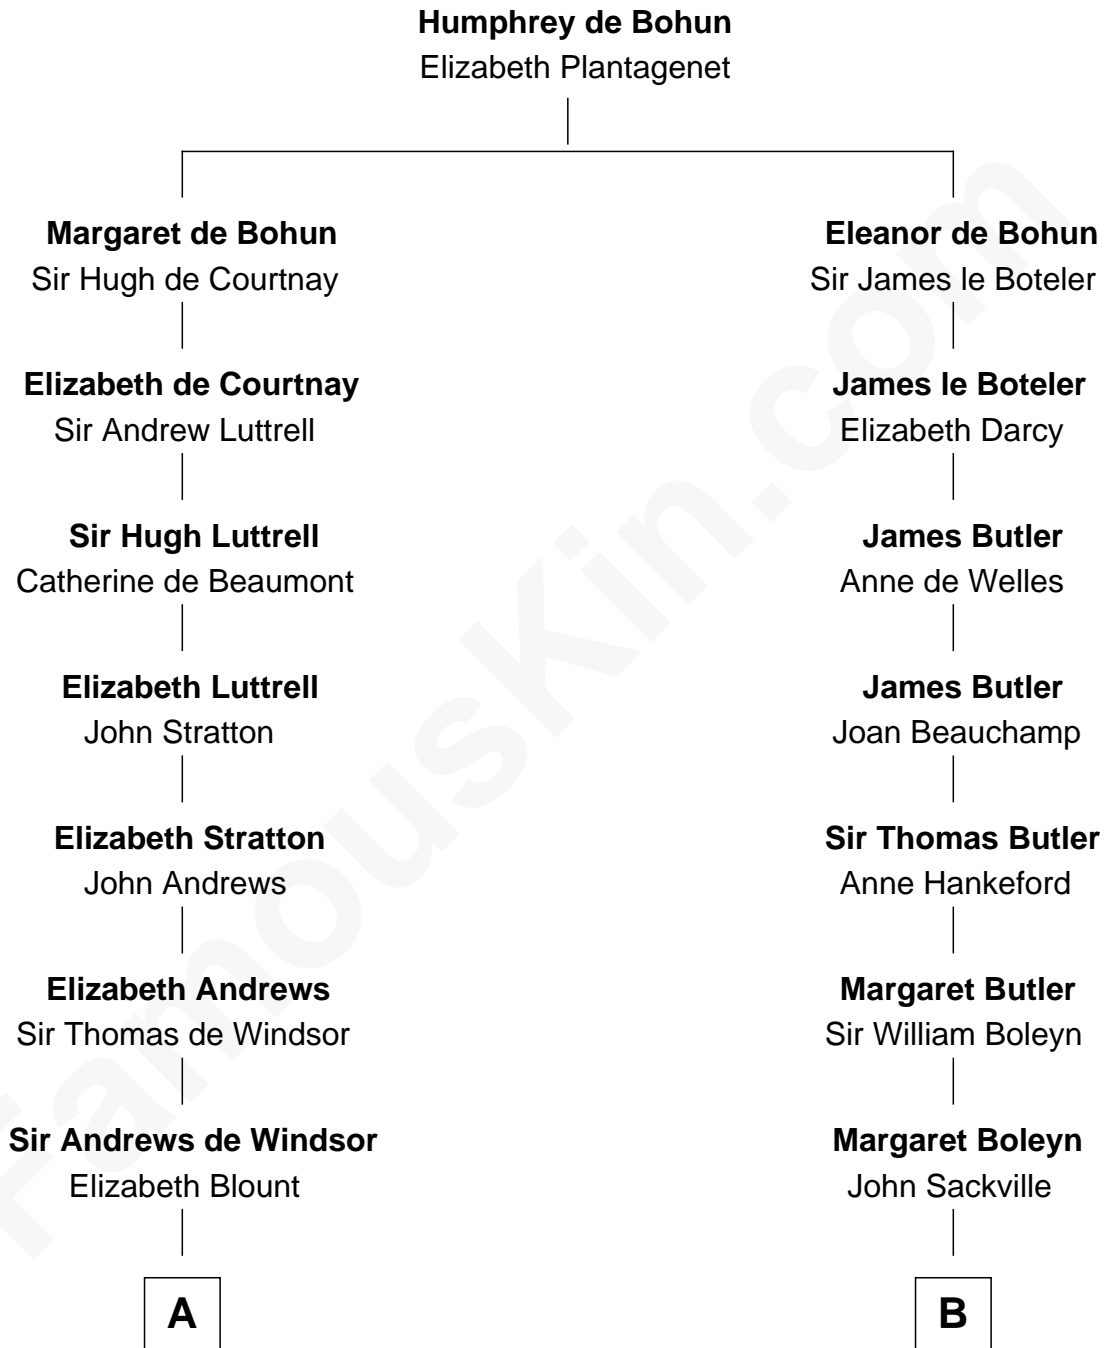 Humphrey de Bohun
Elizabeth Plantagenet
Margaret de Bohun
Sir Hugh de Courtnay
Eleanor de Bohun
Sir James le Boteler
Elizabeth de Courtnay
Sir Andrew Luttrell
James le Boteler
Elizabeth Darcy
Sir Hugh Luttrell
Catherine de Beaumont
James Butler
Anne de Welles
Elizabeth Luttrell
John Stratton
James Butler
Joan Beauchamp
Elizabeth Stratton
John Andrews
Sir Thomas Butler
Anne Hankeford
Elizabeth Andrews
Sir Thomas de Windsor
Margaret Butler
Sir William Boleyn
Sir Andrews de Windsor
Elizabeth Blount
Margaret Boleyn
John Sackville
A
B
FamousKin.com